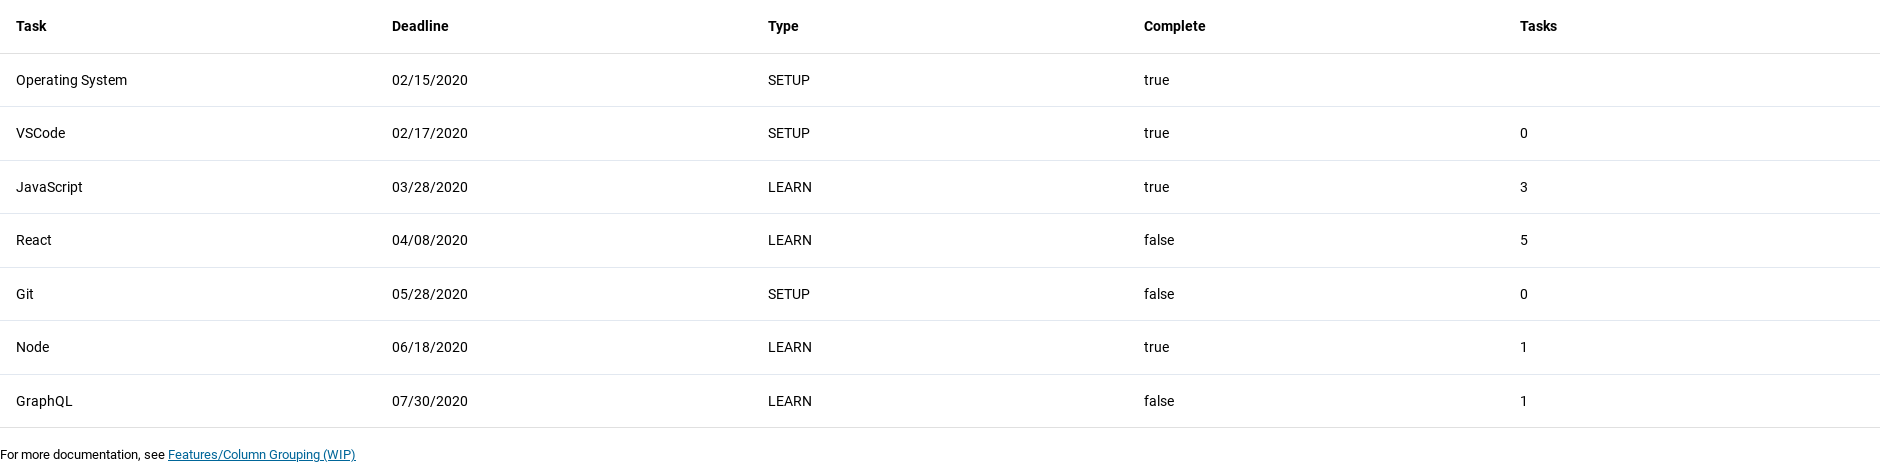 Task Deadline Type Complete Tasks
Operating System 02/15/2020 SETUP true
VSCode 02/17/2020 SETUP true 0
JavaScript 03/28/2020 LEARN true 3
React 04/08/2020 LEARN false 5
Git 05/28/2020 SETUP false 0
Node 06/18/2020 LEARN true 1
GraphQL 07/30/2020 LEARN false 1
For more documentation, see Features/Column Grouping (WIP)